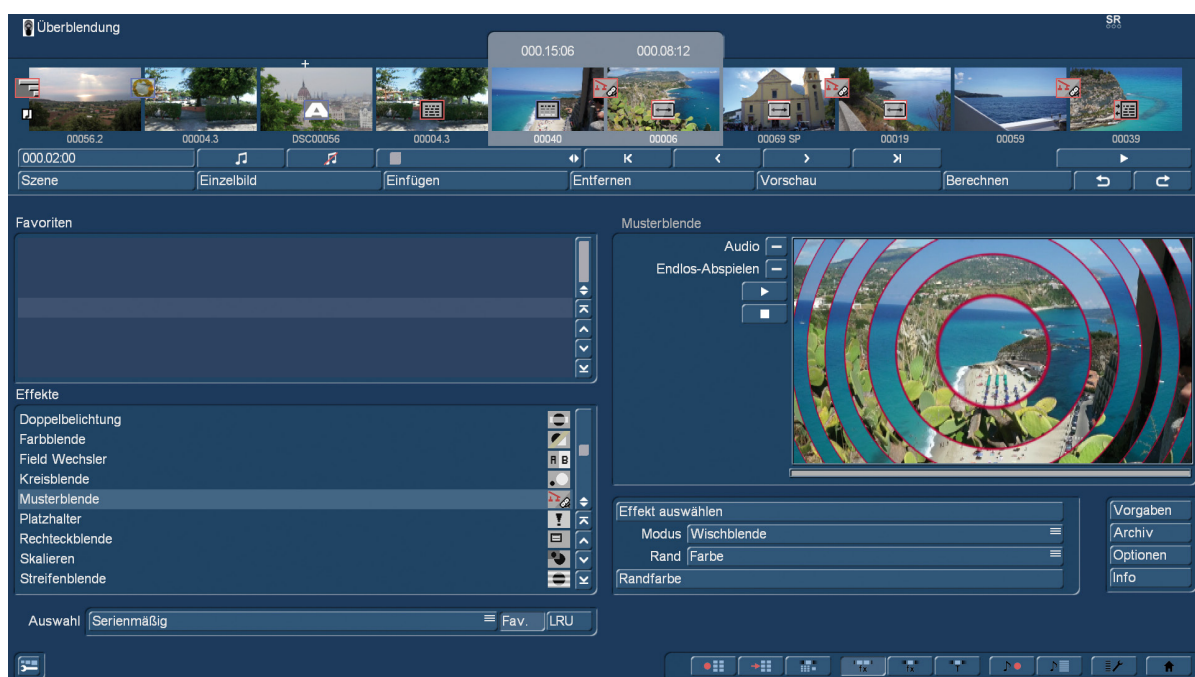 Überblendung
SR
000.15:06 000.08:12
00056.2 00004.3 DSC00056 00004.3 00040 00006 00069 SP 00019 00059 00039
000.02:00
Szene Einzelbild Einfügen Entfernen Vorschau Berechnen
Favoriten
Musterblende
Audio
Endlos-Abspielen
Effekte
Doppelbelichtung
Farbblende
Field Wechsler A B
Kreisblende
Musterblende
Platzhalter
Rechteckblende
Skalieren
Streifenblende
Effekt auswählen
Modus Wischblende
Rand Farbe
Randfarbe
Vorgaben
Archiv
Optionen
Info
Auswahl Serienmäßig Fav. LRU
fx fx T